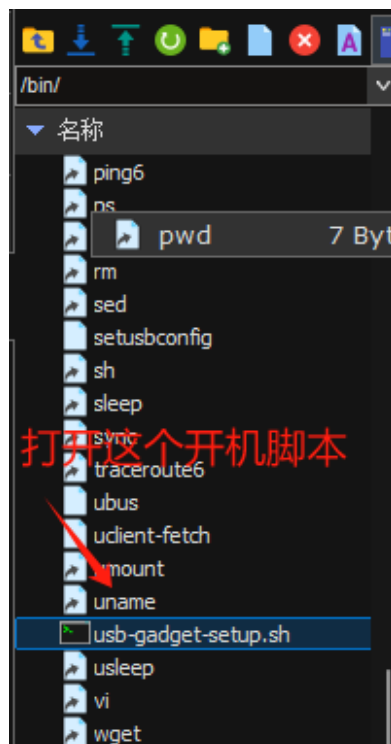 /bin/
名称
ping6
ps
pwd 7 Byt
rm
sed
setusbconfig
sh
sleep
sync
打开这个开机脚本
traceroute6
ubus
uclient-fetch
umount
uname
usb-gadget-setup.sh
usleep
vi
wget